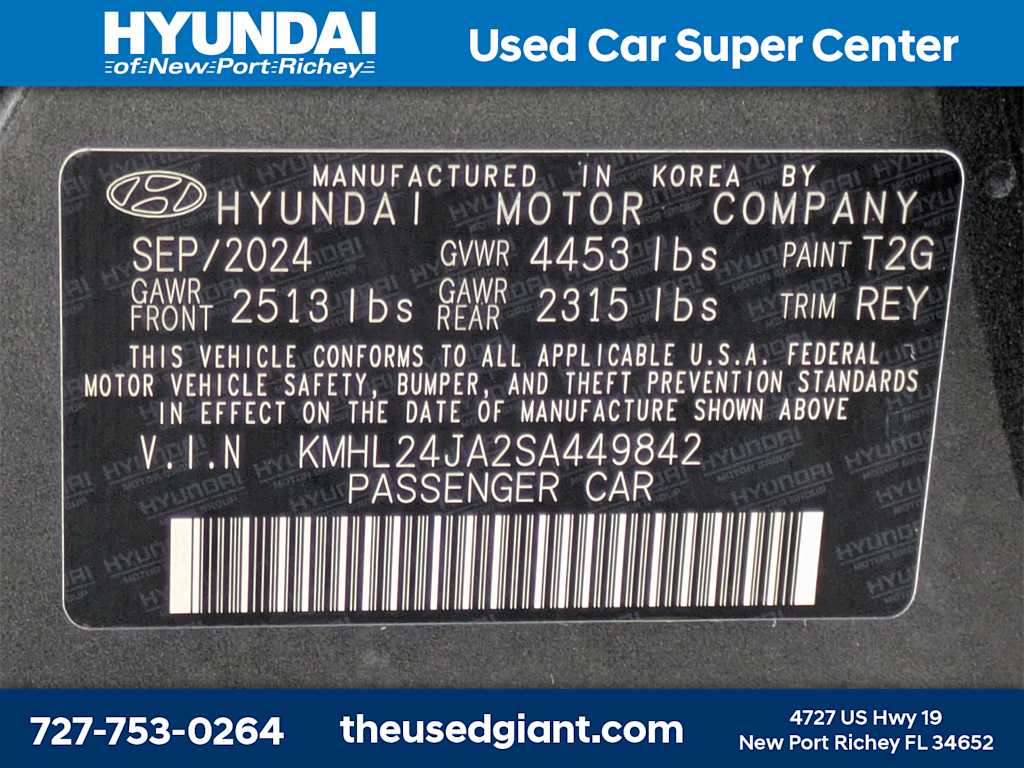 HYUNDAI
of New Port Richey
Used Car Super Center
MANUFACTURED IN KOREA BY
HYUNDAI MOTOR COMPANY
SEP/2024 GVWR 4453 lbs PAINT T2G
GAWR FRONT 2513 lbs GAWR REAR 2315 lbs TRIM REY
THIS VEHICLE CONFORMS TO ALL APPLICABLE U.S.A. FEDERAL
MOTOR VEHICLE SAFETY, BUMPER, AND THEFT PREVENTION STANDARDS
IN EFFECT ON THE DATE OF MANUFACTURE SHOWN ABOVE
V.I.N KMHL24JA2SA449842
PASSENGER CAR
727-753-0264
theusedgiant.com
4727 US Hwy 19
New Port Richey FL 34652